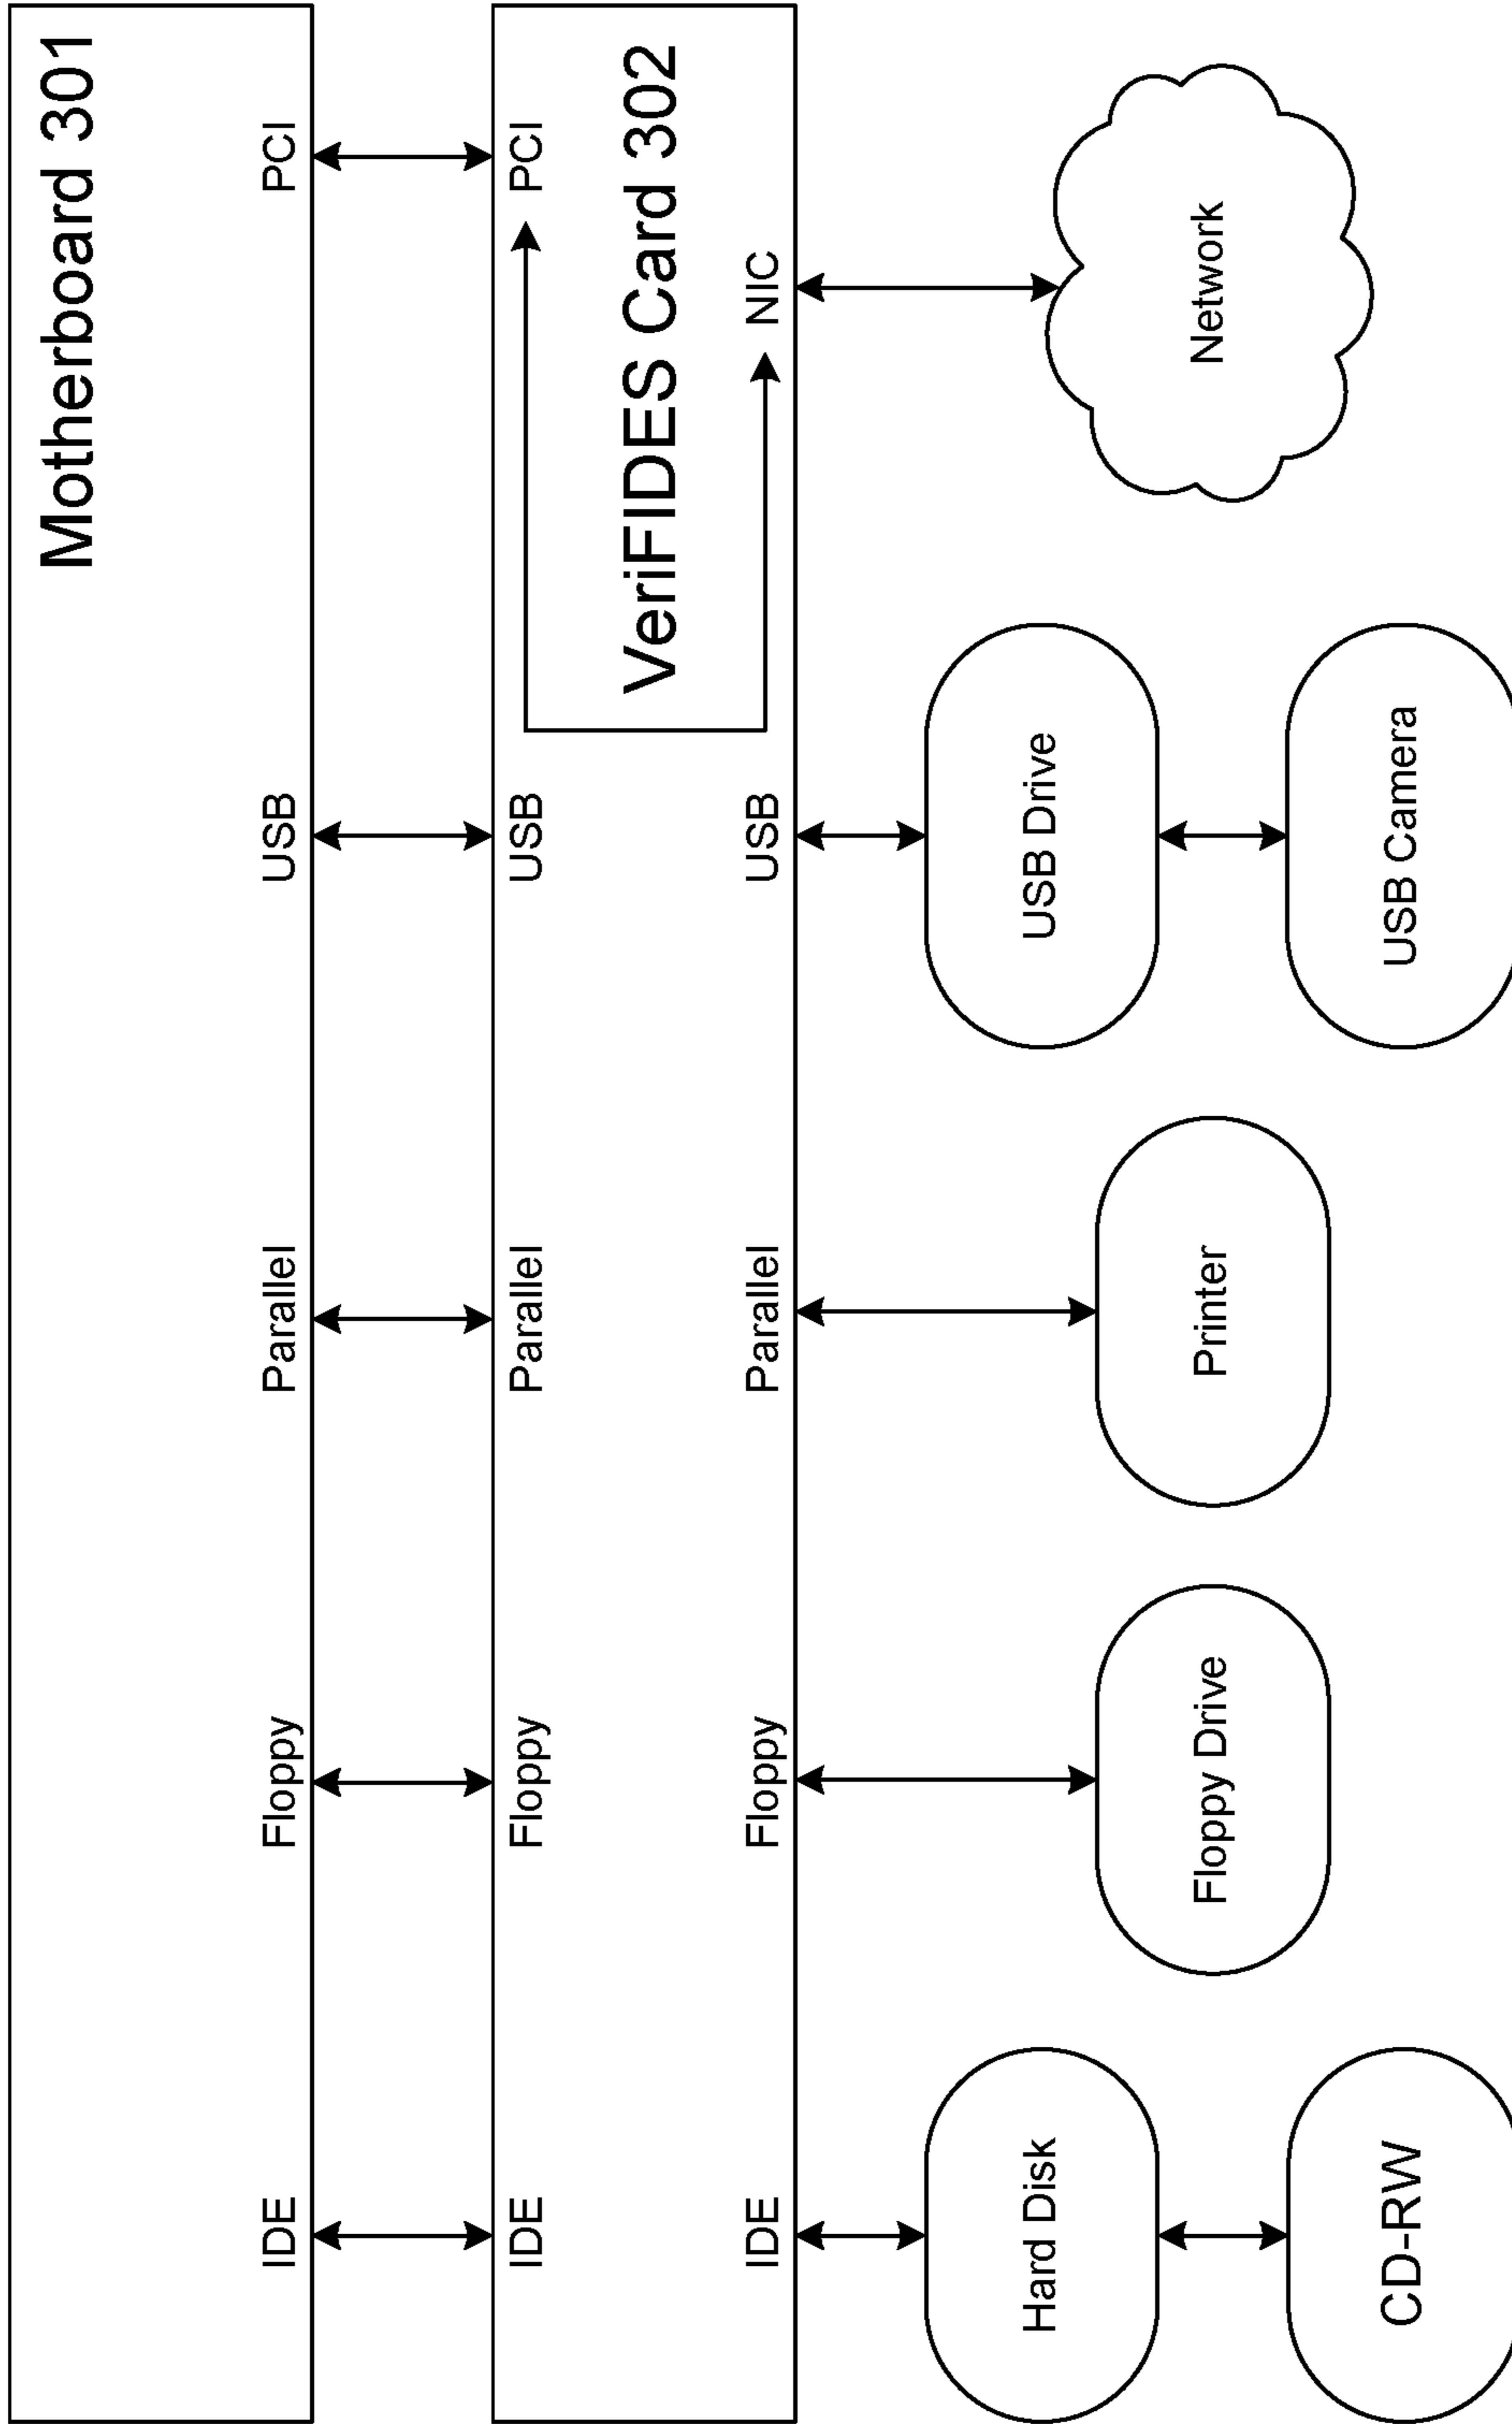 Motherboard 301
IDE Floppy Parallel USB PCI
IDE Floppy Parallel USB PCI
VeriFIDES Card 302
IDE Floppy Parallel USB NIC
Hard Disk
Floppy Drive
Printer
USB Drive
Network
CD-RW
USB Camera